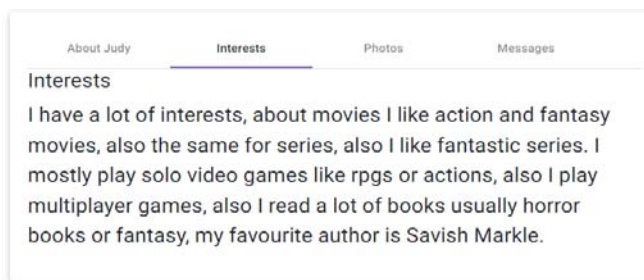 About Judy Interests Photos Messages
Interests
I have a lot of interests, about movies I like action and fantasy
movies, also the same for series, also I like fantastic series. I
mostly play solo video games like rpgs or actions, also I play
multiplayer games, also I read a lot of books usually horror
books or fantasy, my favourite author is Savish Markle.